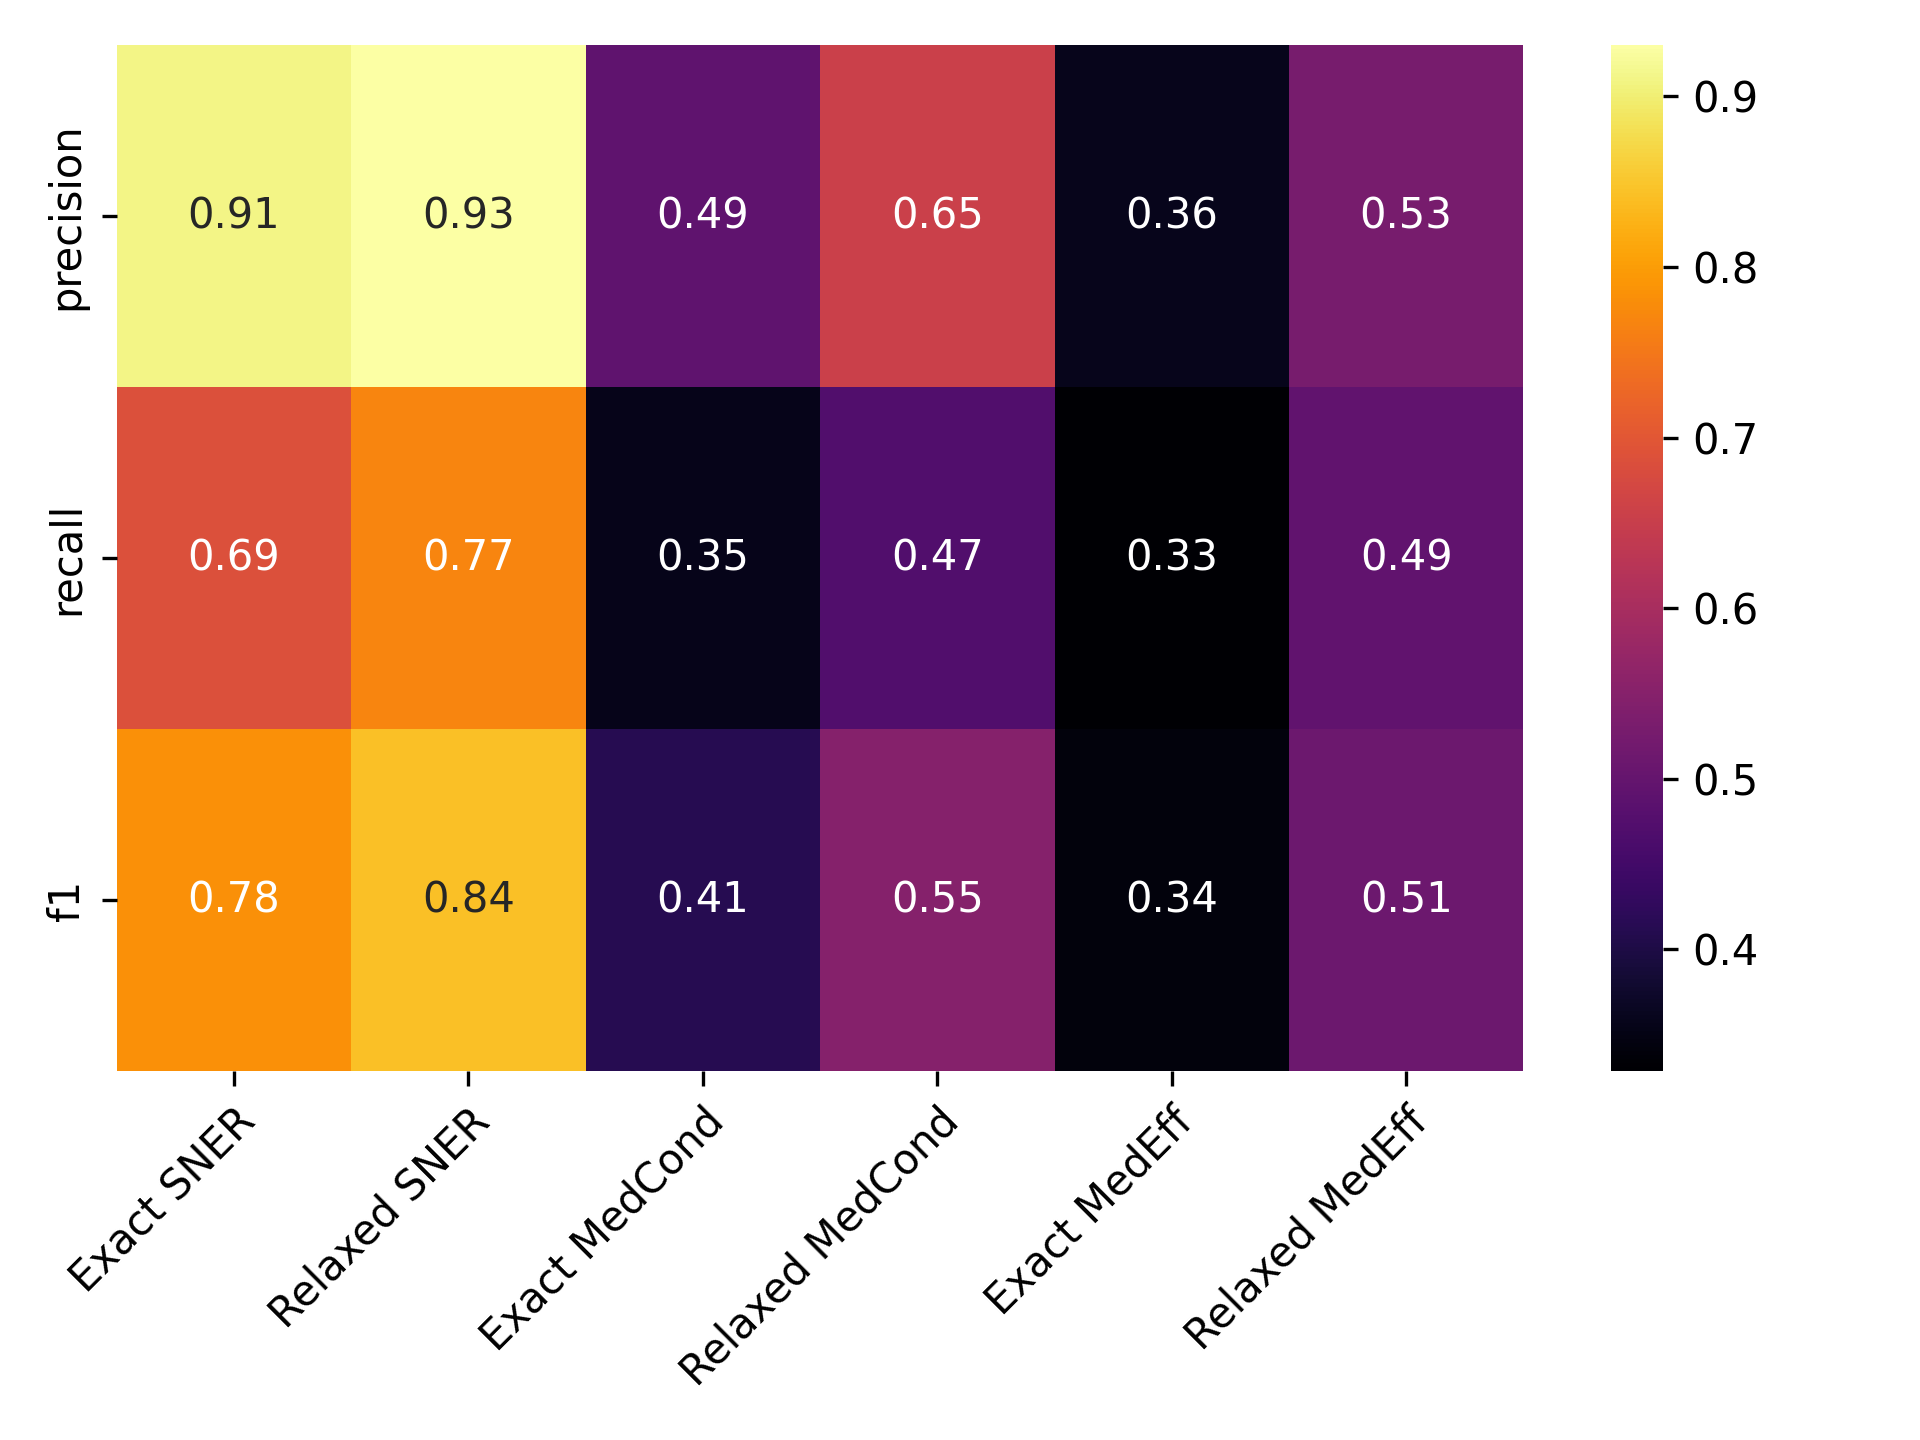 precision
0.91 0.93 0.49 0.65 0.36 0.53
recall
0.69 0.77 0.35 0.47 0.33 0.49
f1
0.78 0.84 0.41 0.55 0.34 0.51
Exact SNER
Relaxed SNER
Exact MedCond
Relaxed MedCond
Exact MedEff
Relaxed MedEff
0.9
0.8
0.7
0.6
0.5
0.4